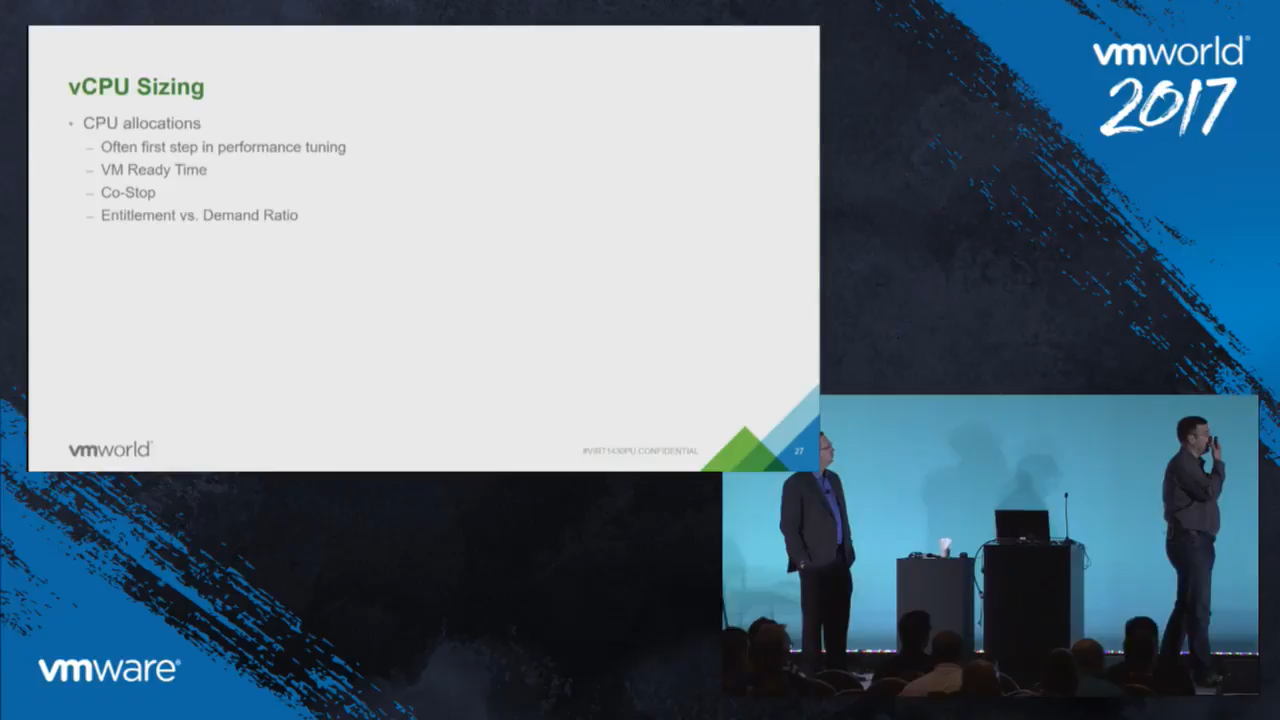 vCPU Sizing
• CPU allocations
– Often first step in performance tuning
– VM Ready Time
– Co-Stop
– Entitlement vs. Demand Ratio
vmworld
#VIRT1430PU CONFIDENTIAL
27
vmworld®
2017
vmware®